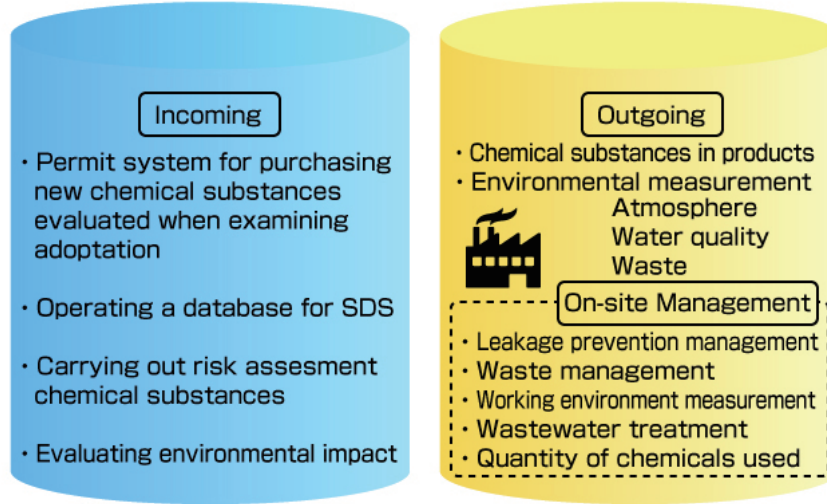 Incoming
・Permit system for purchasing
new chemical substances
evaluated when examining
adoptation
・Operating a database for SDS
・Carrying out risk assesment
chemical substances
・Evaluating environmental impact
Outgoing
・Chemical substances in products
・Environmental measurement
Atmosphere
Water quality
Waste
On-site Management
・Leakage prevention management
・Waste management
・Working environment measurement
・Wastewater treatment
・Quantity of chemicals used